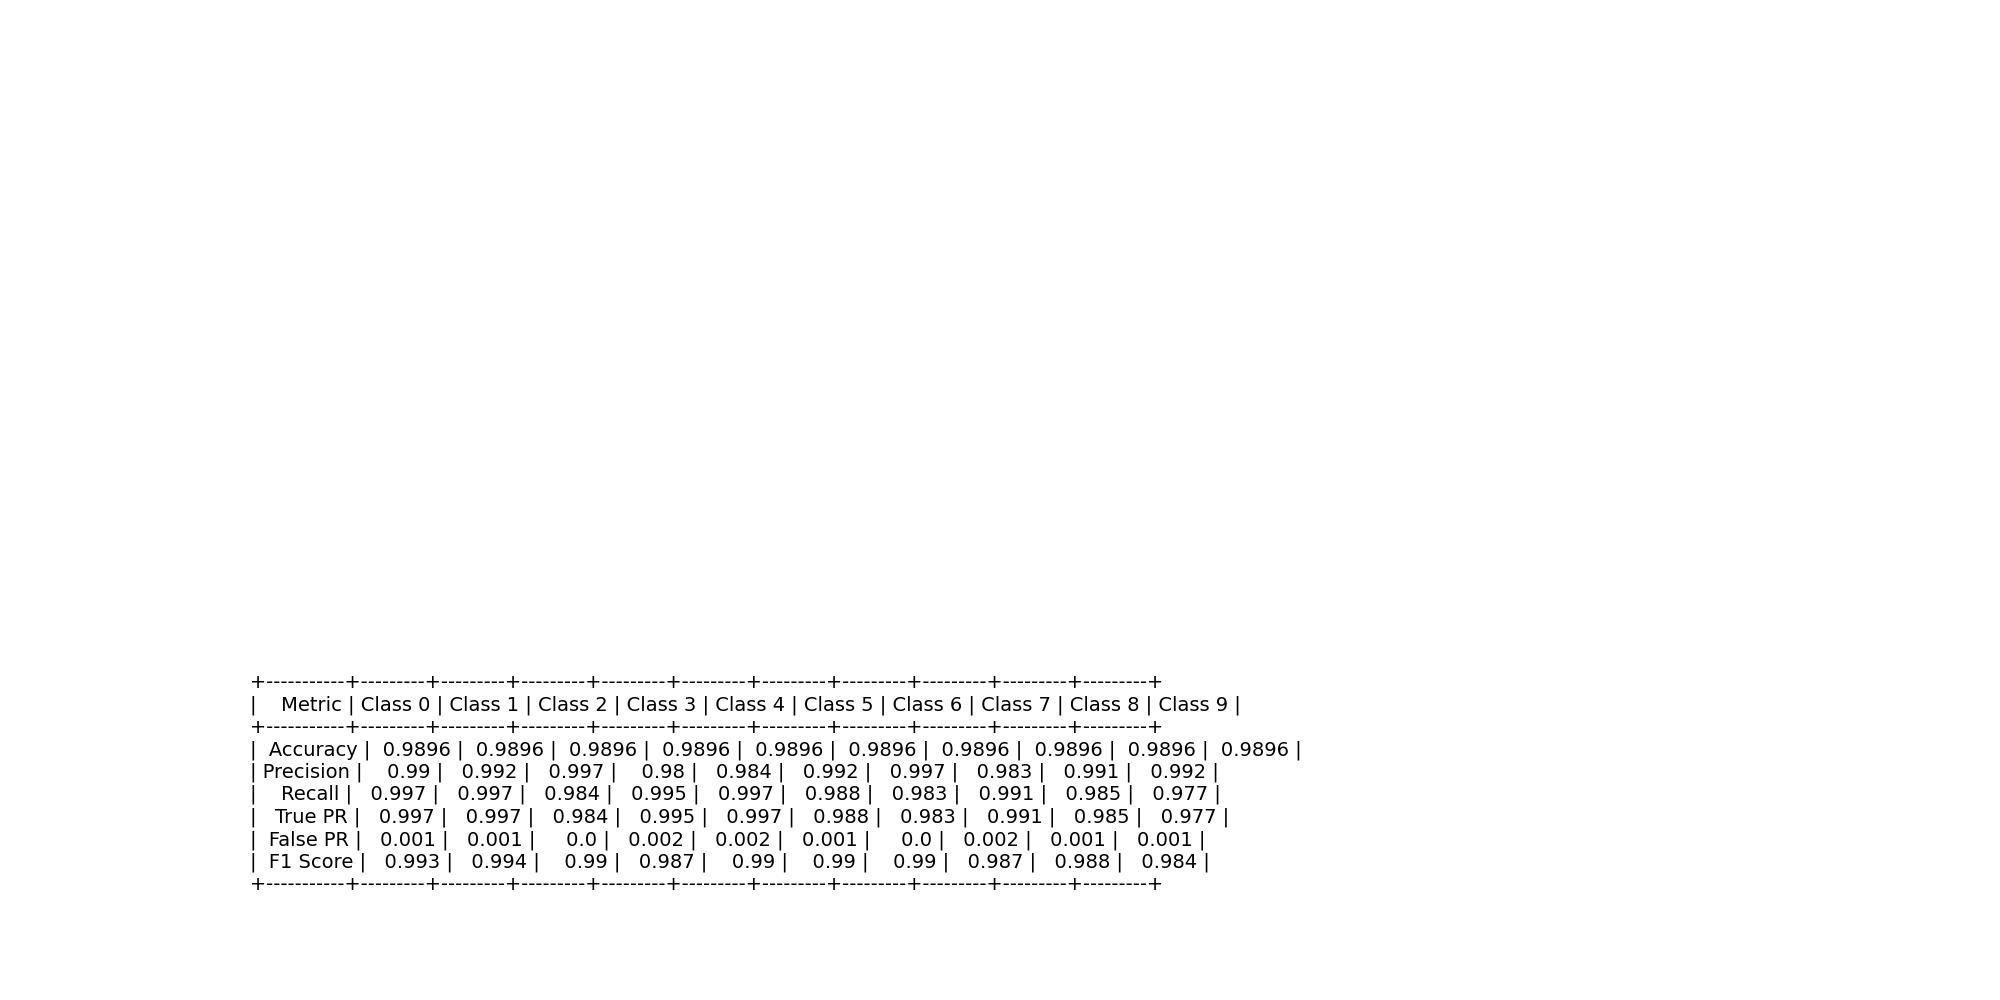 +-----------+---------+---------+---------+---------+---------+---------+---------+---------+---------+---------+
|    Metric | Class 0 | Class 1 | Class 2 | Class 3 | Class 4 | Class 5 | Class 6 | Class 7 | Class 8 | Class 9 |
+-----------+---------+---------+---------+---------+---------+---------+---------+---------+---------+---------+
|  Accuracy |  0.9896 |  0.9896 |  0.9896 |  0.9896 |  0.9896 |  0.9896 |  0.9896 |  0.9896 |  0.9896 |  0.9896 |
| Precision |    0.99 |   0.992 |   0.997 |    0.98 |   0.984 |   0.992 |   0.997 |   0.983 |   0.991 |   0.992 |
|    Recall |   0.997 |   0.997 |   0.984 |   0.995 |   0.997 |   0.988 |   0.983 |   0.991 |   0.985 |   0.977 |
|   True PR |   0.997 |   0.997 |   0.984 |   0.995 |   0.997 |   0.988 |   0.983 |   0.991 |   0.985 |   0.977 |
|  False PR |   0.001 |   0.001 |     0.0 |   0.002 |   0.002 |   0.001 |     0.0 |   0.002 |   0.001 |   0.001 |
|  F1 Score |   0.993 |   0.994 |    0.99 |   0.987 |    0.99 |    0.99 |    0.99 |   0.987 |   0.988 |   0.984 |
+-----------+---------+---------+---------+---------+---------+---------+---------+---------+---------+---------+